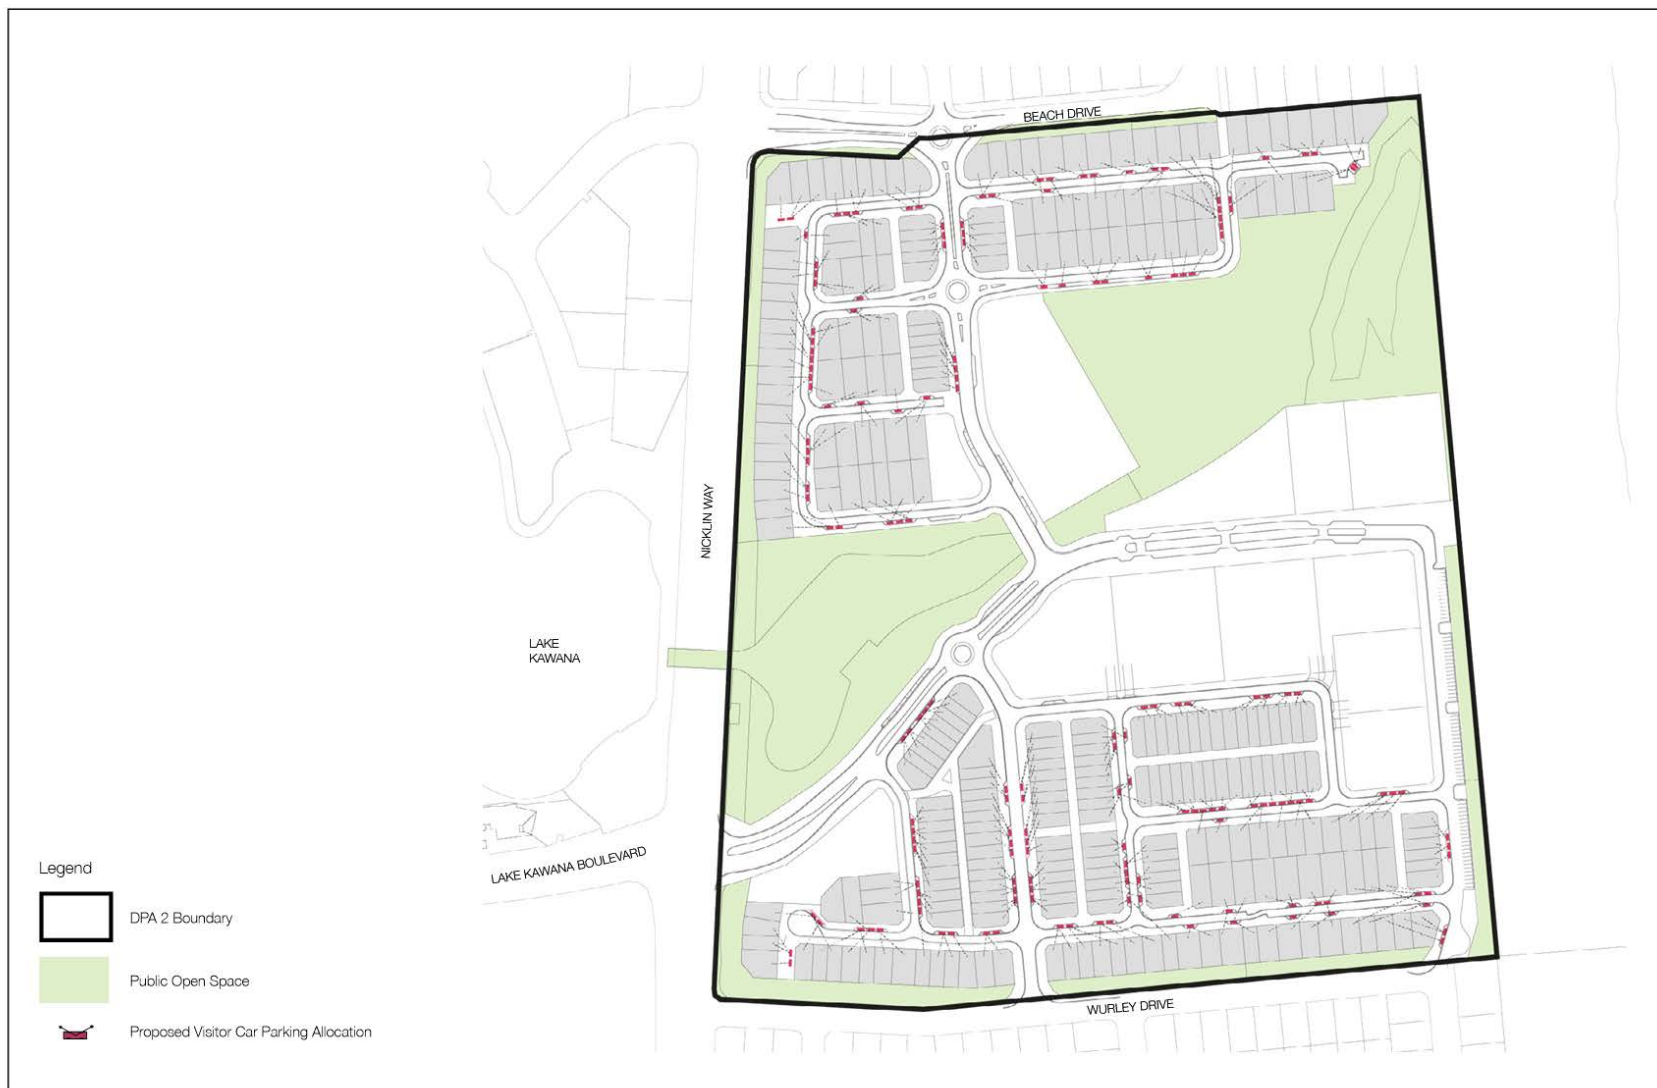 BEACH DRIVE
NICKLIN WAY
LAKE
KAWANA
LAKE KAWANA BOULEVARD
WURLEY DRIVE
Legend
DPA 2 Boundary
Public Open Space
Proposed Visitor Car Parking Allocation